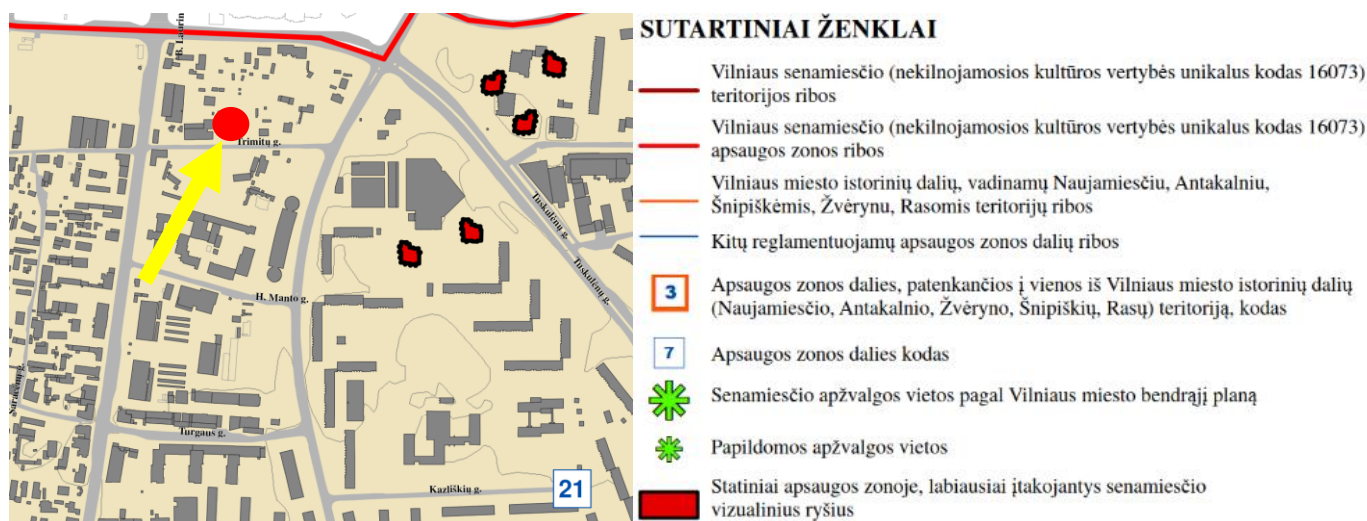 B. Laurin
Trimitų g.
Tuskulėnų g.
Tuskulėnų g.
H. Manto g.
Turgaus g.
Kazliškių g.
21
SUTARTINIAI ŽENKLAI
Vilniaus senamiesčio (nekilnojamosios kultūros vertybės unikalus kodas 16073)
teritorijos ribos
Vilniaus senamiesčio (nekilnojamosios kultūros vertybės unikalus kodas 16073)
apsaugos zonos ribos
Vilniaus miesto istorinių dalių, vadinamų Naujamiesčiu, Antakalniu,
Šnipiškėmis, Žvėrynu, Rasomis teritorijų ribos
Kitų reglamentuojamų apsaugos zonos dalių ribos
3
Apsaugos zonos dalies, patenkančios į vienos iš Vilniaus miesto istorinių dalių
(Naujamiesčio, Antakalnio, Žvėryno, Šnipiškių, Rasų) teritoriją, kodas
7
Apsaugos zonos dalies kodas
Senamiesčio apžvalgos vietos pagal Vilniaus miesto bendrąjį planą
Papildomos apžvalgos vietos
Statiniai apsaugos zonoje, labiausiai įtakojantys senamiesčio
vizualinius ryšius